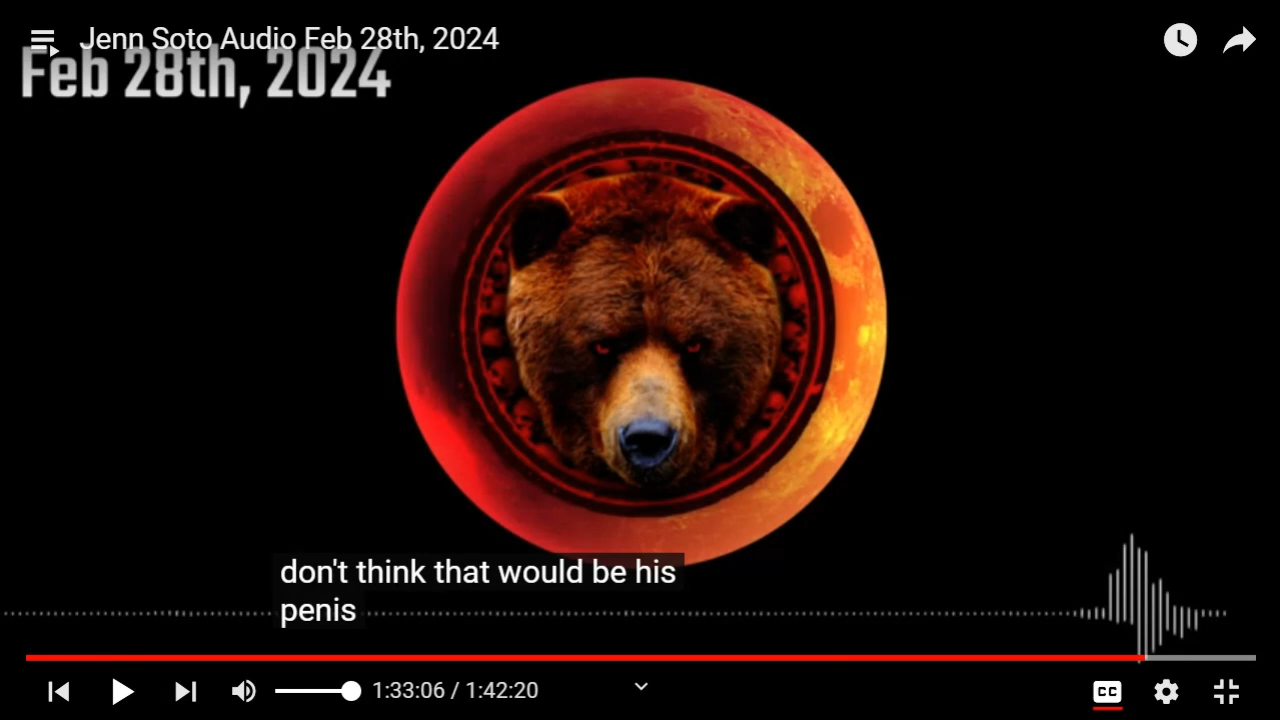 Jenn Soto Audio Feb 28th, 2024
Feb 28th, 2024
don't think that would be his
penis
1:33:06 / 1:42:20
CC